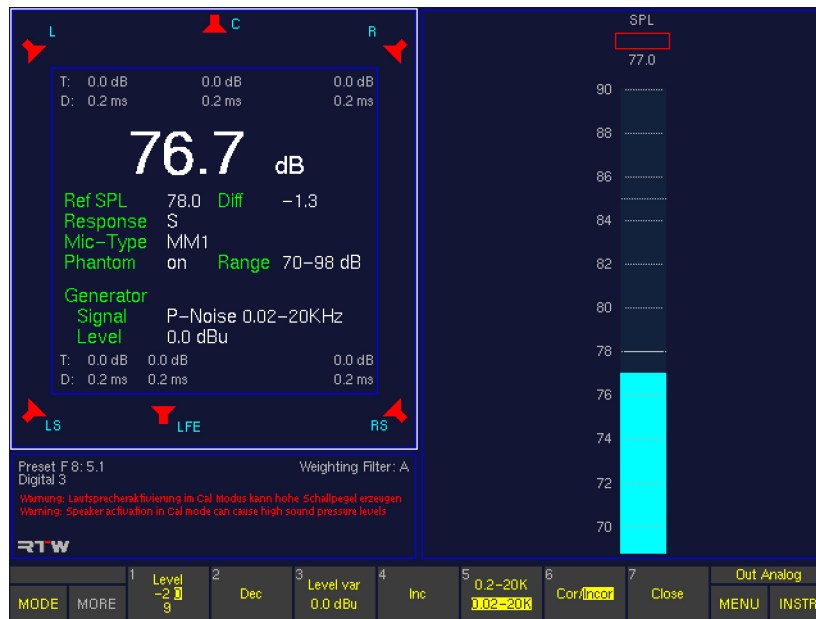 L C R
T: 0.0 dB 0.0 dB 0.0 dB
D: 0.2 ms 0.2 ms 0.2 ms
76.7 dB
Ref SPL 78.0 Diff −1.3
Response S
Mic−Type MM1
Phantom on Range 70−98 dB
Generator
Signal P−Noise 0.02−20KHz
Level 0.0 dBu
T: 0.0 dB 0.0 dB 0.0 dB
D: 0.2 ms 0.2 ms 0.2 ms
LS LFE RS
Preset F 8: 5.1 Weighting Filter: A
Digital 3
Warnung: Lautsprecheraktivierung im Cal Modus kann hohe Schallpegel erzeugen
Warning: Speaker activation in Cal mode can cause high sound pressure levels
RTW
SPL
77.0
90
88
86
84
82
80
78
76
74
72
70
MODE MORE
1 Level
−2 0
9
2 Dec
3 Level var
0.0 dBu
4 Inc
5 0.2−20K
0.02−20K
6 Cor/Incor
7 Close
Out Analog
MENU INSTR